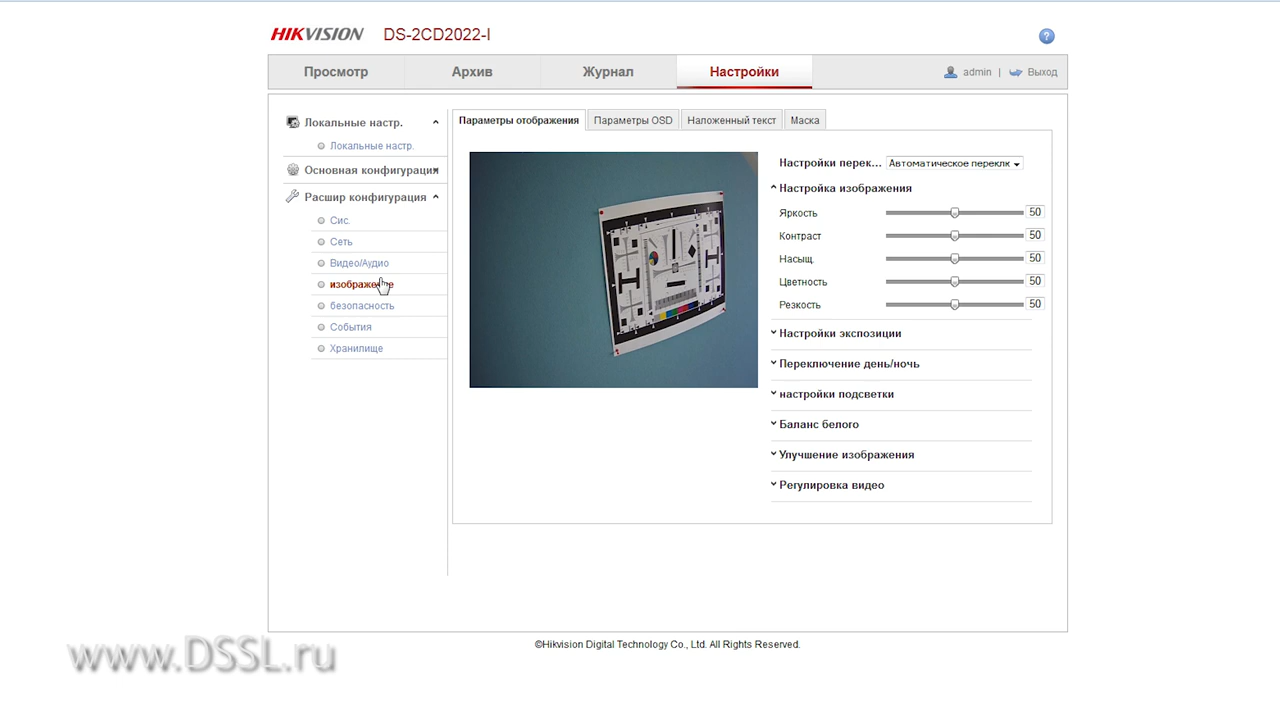 HIKVISION DS-2CD2022-I
?
Просмотр Архив Журнал Настройки admin | Выход
Локальные настр.
Локальные настр.
Основная конфигураци
Расшир конфигурации
Сис.
Сеть
Видео/Аудио
изображение
безопасность
События
Хранилище
Параметры отображения Параметры OSD Наложенный текст Маска
Настройки перек... Автоматическое переклк
Настройка изображения
Яркость 50
Контраст 50
Насыщ. 50
Цветность 50
Резкость 50
Настройки экспозиции
Переключение день/ночь
настройки подсветки
Баланс белого
Улучшение изображения
Регулировка видео
©Hikvision Digital Technology Co., Ltd. All Rights Reserved.
www.DSSL.ru